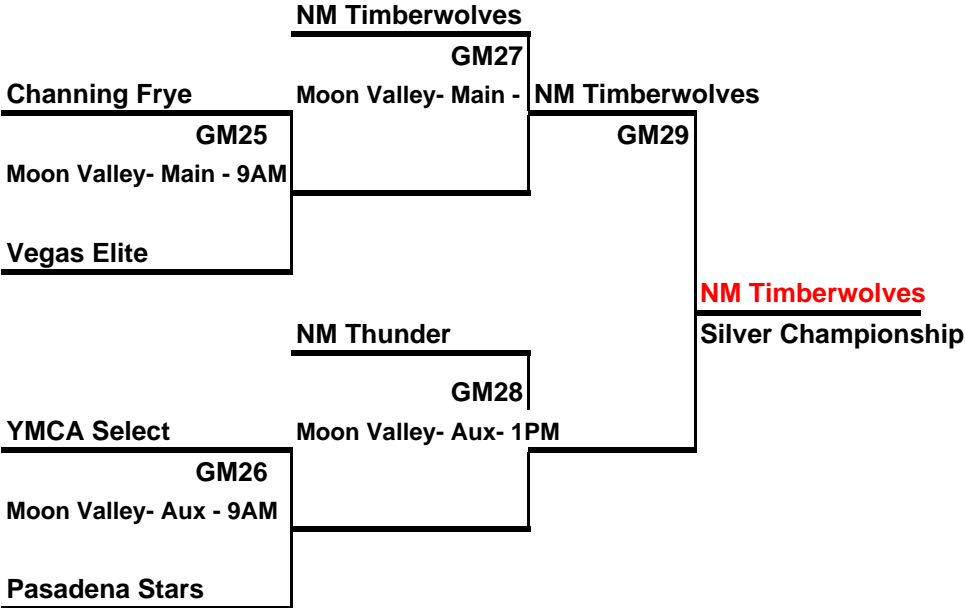 NM Timberwolves
GM27
Channing Frye
Moon Valley- Main -
NM Timberwolves
GM25
GM29
Moon Valley- Main - 9AM
Vegas Elite
NM Timberwolves
NM Thunder
Silver Championship
GM28
YMCA Select
Moon Valley- Aux- 1PM
GM26
Moon Valley- Aux - 9AM
Pasadena Stars